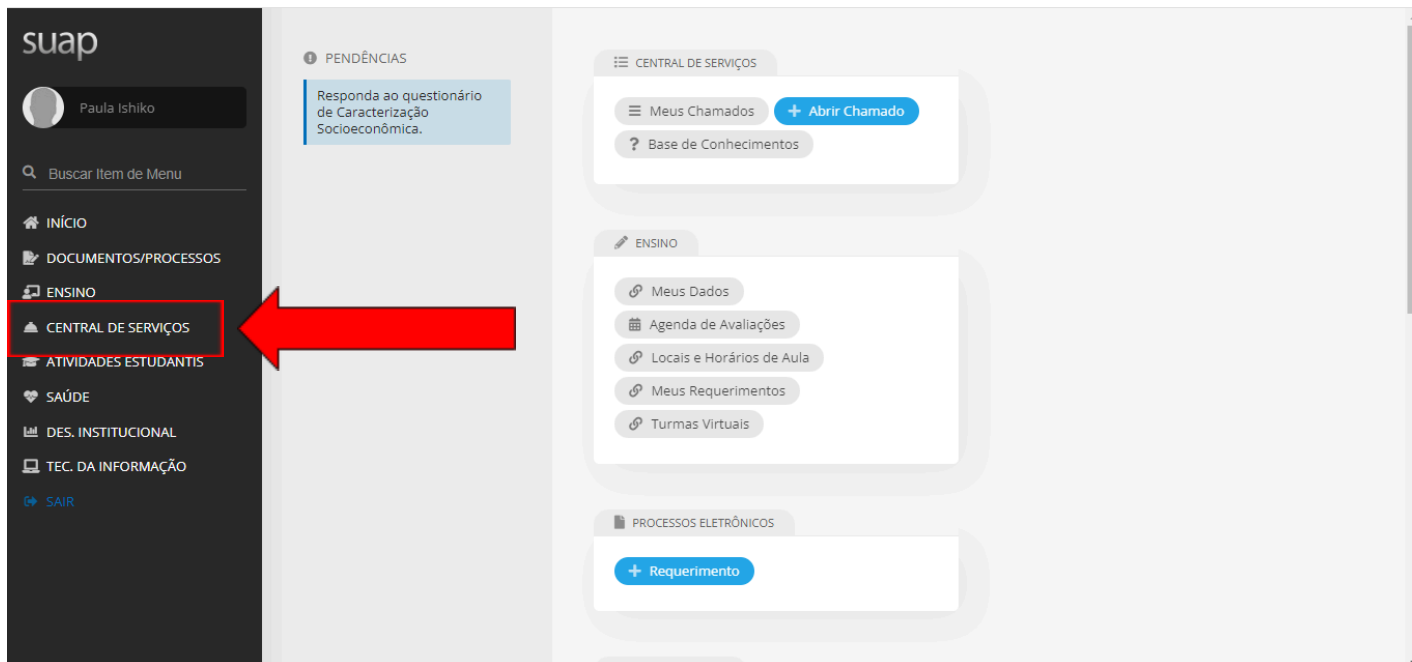 suap
Paula Ishiko
Buscar Item de Menu
INÍCIO
DOCUMENTOS/PROCESSOS
ENSINO
CENTRAL DE SERVIÇOS
ATIVIDADES ESTUDANTIS
SAÚDE
DES. INSTITUCIONAL
TEC. DA INFORMAÇÃO
SAIR
PENDÊNCIAS
Responda ao questionário
de Caracterização
Socioeconômica.
CENTRAL DE SERVIÇOS
Meus Chamados
+ Abrir Chamado
? Base de Conhecimentos
ENSINO
Meus Dados
Agenda de Avaliações
Locais e Horários de Aula
Meus Requerimentos
Turmas Virtuais
PROCESSOS ELETRÔNICOS
+ Requerimento